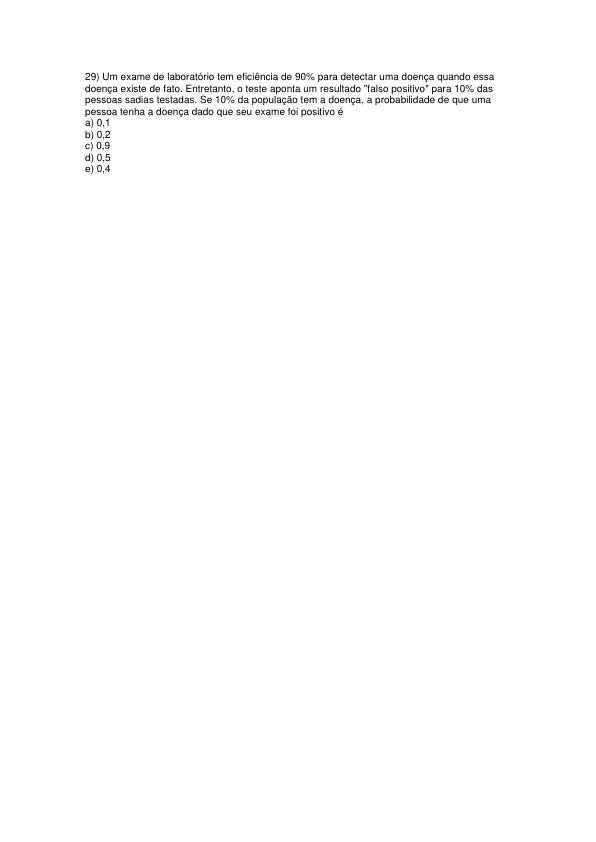 29) Um exame de laboratório tem eficiência de 90% para detectar uma doença quando essa
doença existe de fato. Entretanto, o teste aponta um resultado "falso positivo" para 10% das
pessoas sadias testadas. Se 10% da população tem a doença, a probabilidade de que uma
pessoa tenha a doença dado que seu exame foi positivo é
a) 0,1
b) 0,2
c) 0,9
d) 0,5
e) 0,4